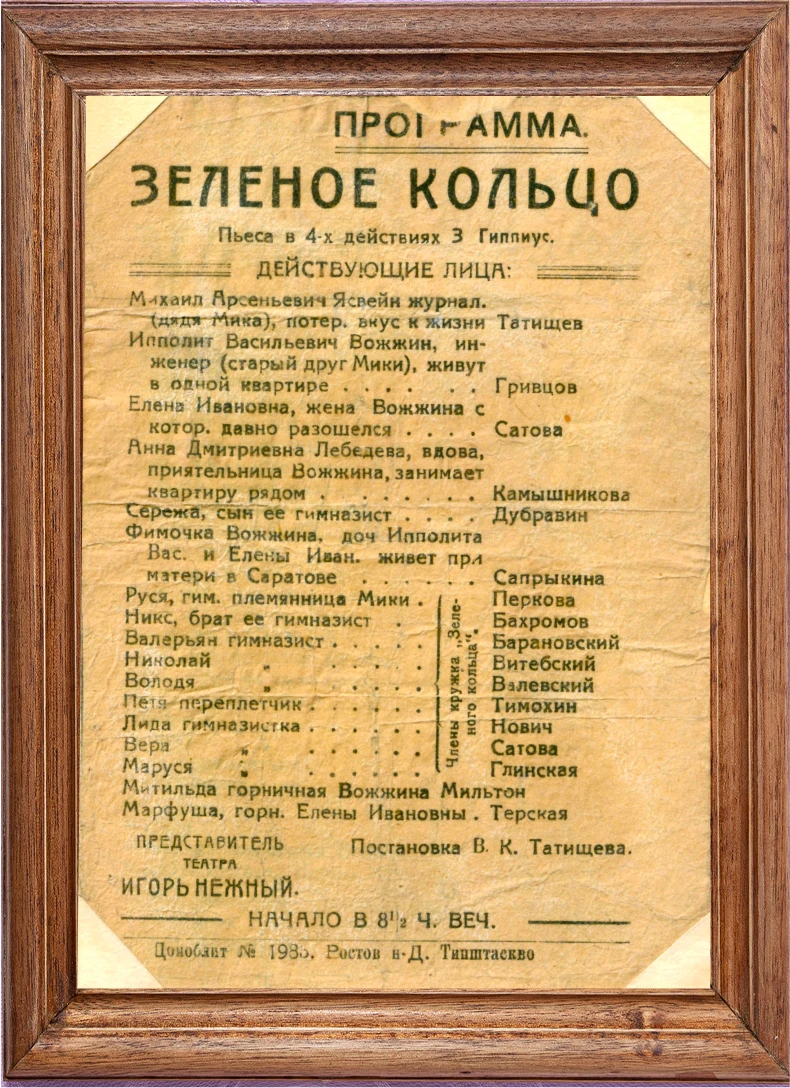 ПРОГРАММА.
ЗЕЛЕНОЕ КОЛЬЦО
Пьеса в 4-х действиях З Гиппиус.
ДЕЙСТВУЮЩИЕ ЛИЦА:
Михаил Арсеньевич Ясвейн журнал.
(дядя Мика), потер. вкус к жизни Татищев
Ипполит Васильевич Вожжин, ин-
женер (старый друг Мики), живут
в одной квартире . . . . . . Гривцов
Елена Ивановна, жена Вожжина с
котор. давно разошелся . . . . Сатова
Анна Дмитриевна Лебедева, вдова,
приятельница Вожжина, занимает
квартиру рядом . . . . . . . Камышникова
Сережа, сын ее гимназист . . . . Дубравин
Фимочка Вожжина, доч Ипполита
Вас. и Елены Иван. живет при
матери в Саратове . . . . . . Сапрыкина
Руся, гим. племянница Мики . Перкова
Никс, брат ее гимназист . Бахромов
Валерьян гимназист . . . . . Барановский
Николай „ . . . . Витебский
Володя „ . . . . Валевский
Петя переплетчик . . . . . . Тимохин
Лида гимназистка . . . . . . Нович
Вера „ . . . . . . Сатова
Маруся „ . . . . . . Глинская
Члены кружка „Зеле-
ного кольца“.
Митильда горничная Вожжина Мильтон
Марфуша, горн. Елены Ивановны . Терская
ПРЕДСТАВИТЕЛЬ Постановка В. К. Татищева.
ТЕАТРА
ИГОРЬ НЕЖНЫЙ.
НАЧАЛО В 8 1/2 Ч. ВЕЧ.
№ Ростов н-Д.